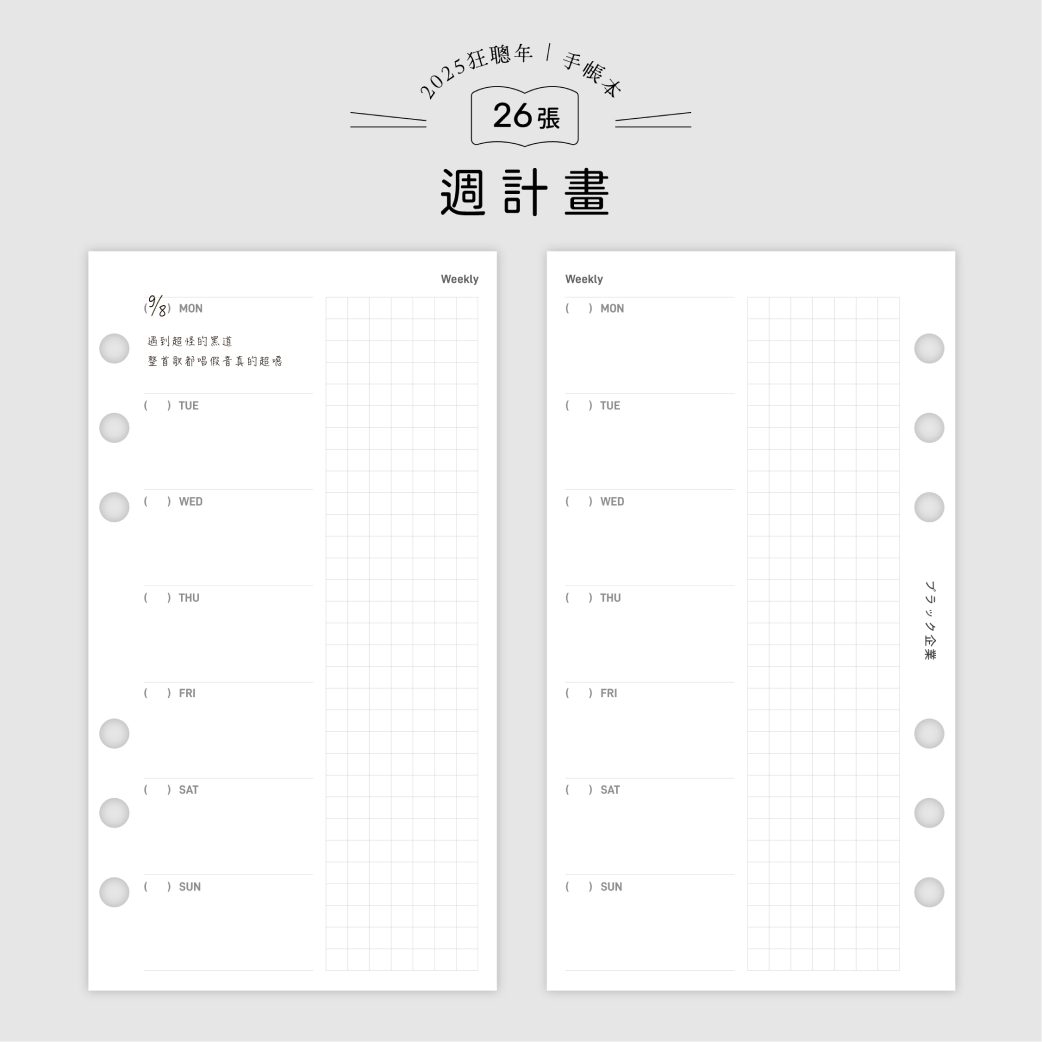 2025狂聰年｜手帳本
26張
週計畫
Weekly
(9/8) MON
遇到超怪的黑道
整首歌都唱假音真的超噁
( ) TUE
( ) WED
( ) THU
( ) FRI
( ) SAT
( ) SUN
Weekly
( ) MON
( ) TUE
( ) WED
( ) THU
( ) FRI
( ) SAT
( ) SUN
ブラック企業